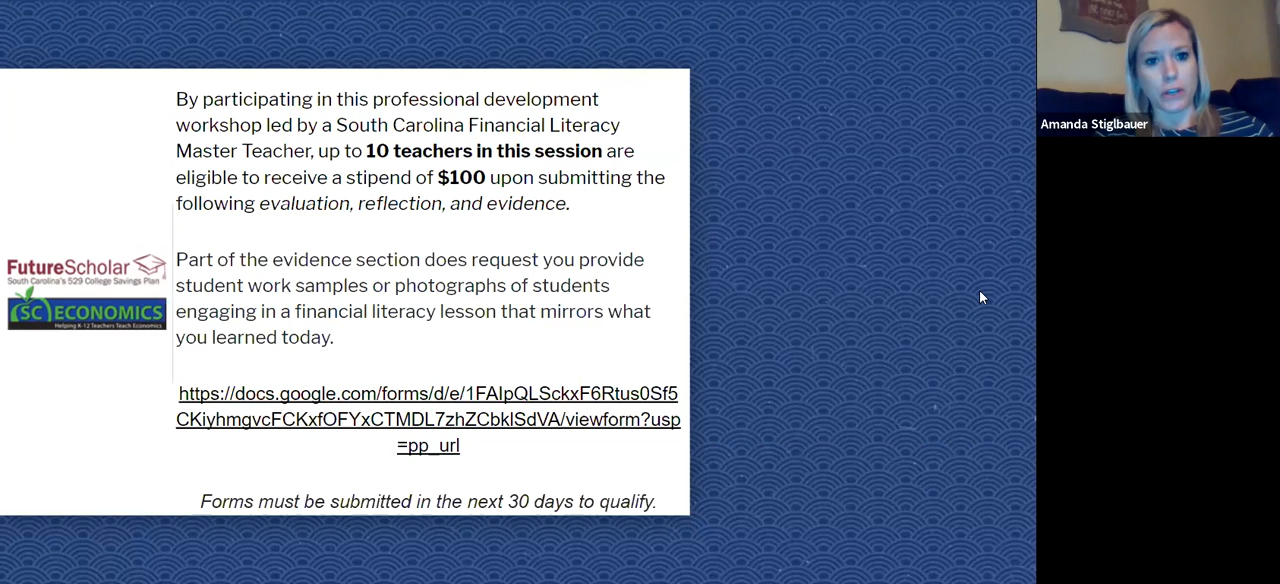 By participating in this professional development
workshop led by a South Carolina Financial Literacy
Master Teacher, up to 10 teachers in this session are
eligible to receive a stipend of $100 upon submitting the
following evaluation, reflection, and evidence.
Part of the evidence section does request you provide
student work samples or photographs of students
engaging in a financial literacy lesson that mirrors what
you learned today.
https://docs.google.com/forms/d/e/1FAIpQLSckxF6Rtus0Sf5
CKiyhmgvcFCKxfOFYxCTMDL7zhZCbklSdVA/viewform?usp
=pp_url
Forms must be submitted in the next 30 days to qualify.
FutureScholar
South Carolina's 529 College Savings Plan
SC ECONOMICS
Helping K-12 Teachers Teach Economics
Amanda Stiglbauer